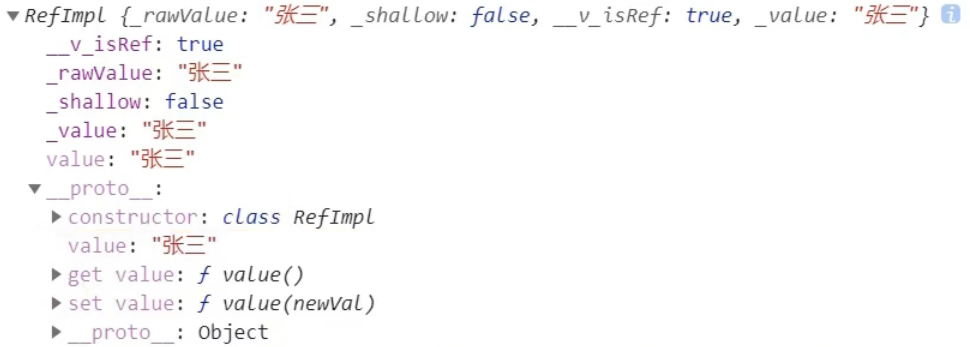 ▼RefImpl {_rawValue: "张三", _shallow: false, __v_isRef: true, _value: "张三"} i
__v_isRef: true
_rawValue: "张三"
_shallow: false
_value: "张三"
value: "张三"
▼__proto__:
▶constructor: class RefImpl
value: "张三"
▶get value: ƒ value()
▶set value: ƒ value(newVal)
▶__proto__: Object